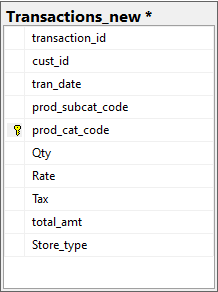 Transactions_new *
transaction_id
cust_id
tran_date
prod_subcat_code
prod_cat_code
Qty
Rate
Tax
total_amt
Store_type